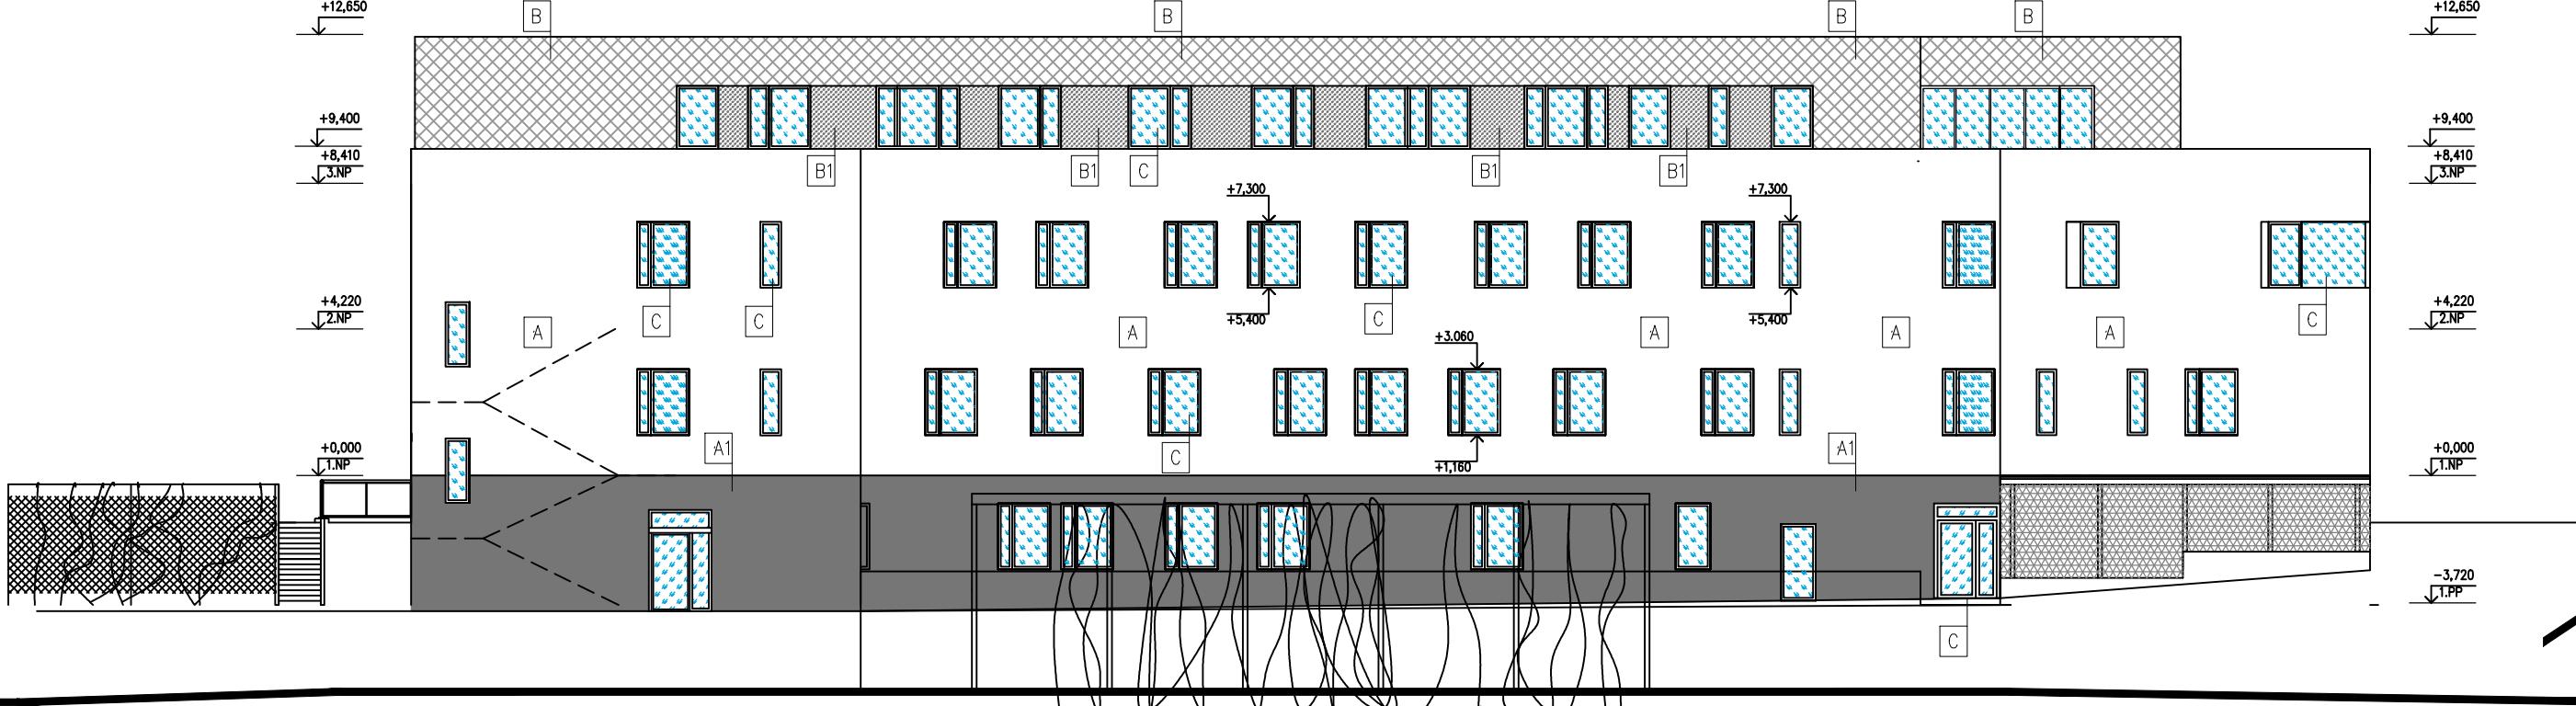 +12,650
B
B
B
B
+12,650
+9,400
+9,400
+8,410
3.NP
B1
B1
C
B1
B1
+8,410
3.NP
+7,300
+7,300
+4,220
2.NP
A
C
C
+5,400
C
+5,400
C
+4,220
2.NP
A
A
A
A
+3.060
+0,000
1.NP
A1
C
+1,160
A1
+0,000
1.NP
-3,720
1.PP
C